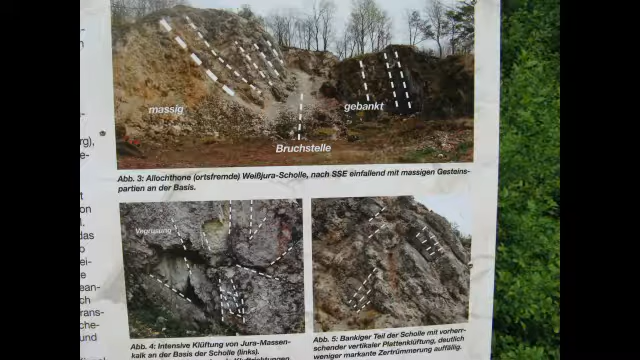 massig
gebankt
Bruchstelle
Abb. 3: Allochthone (ortsfremde) Weißjura-Scholle, nach SSE einfallend mit massigen Gesteins-
partien an der Basis.
Abb. 4: Intensive Klüftung von Jura-Massen-
kalk an der Basis der Scholle (links).
Abb. 5: Bankiger Teil der Scholle mit vorherr-
schender vertikaler Plattenklüftung, deutlich
weniger markante Zertrümmerung auffällig.